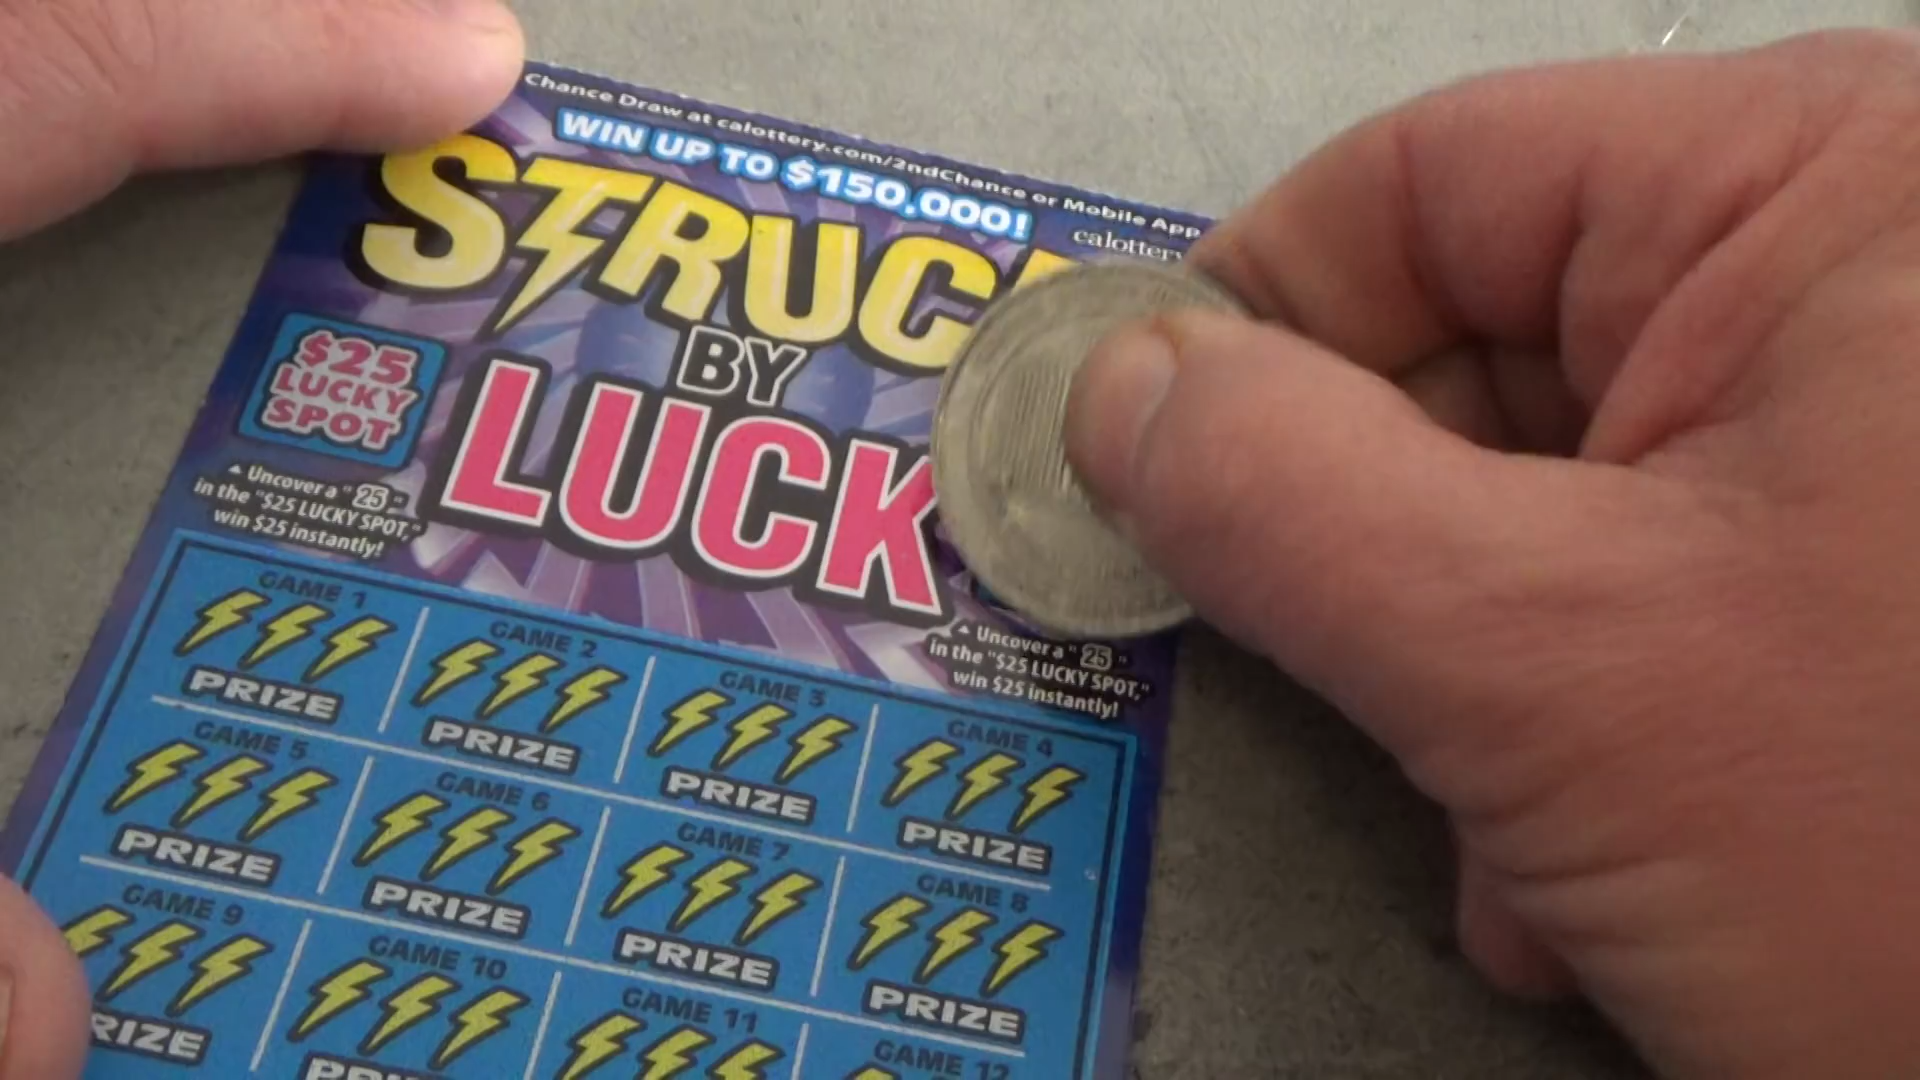 Chance Draw at calottery.com/2ndChance or Mobile App
WIN UP TO $150,000!
calottery
STRUC
BY
LUCK
$25
LUCKY
SPOT
Uncover a "25"
in the "$25 LUCKY SPOT,"
win $25 instantly!
Uncover a "25"
in the "$25 LUCKY SPOT,"
win $25 instantly!
GAME 1
PRIZE
GAME 2
PRIZE
GAME 3
PRIZE
GAME 4
PRIZE
GAME 5
PRIZE
GAME 6
PRIZE
GAME 7
PRIZE
GAME 8
PRIZE
GAME 9
RIZE
GAME 10
GAME 11
GAME 12